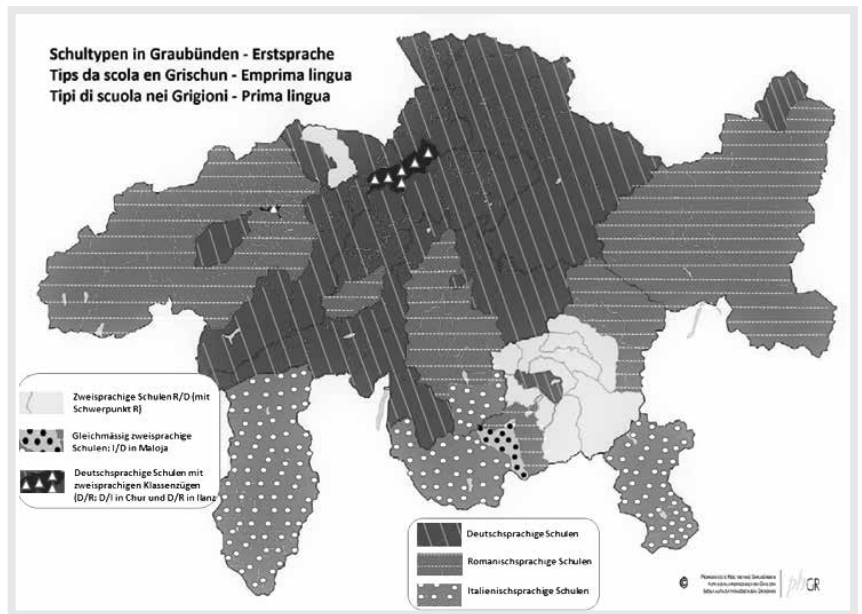 Schultypen in Graubünden - Erstsprache
Tips da scola en Grischun - Emprima lingua
Tipi di scuola nei Grigioni - Prima lingua
Zweisprachige Schulen R/D (mit
Schwerpunkt R)
Gleichmässig zweisprachige
Schulen: I/D in Maloja
Deutschsprachige Schulen mit
zweisprachigen Klassenzügen
(D/R; D/I in Chur und D/R in Ilanz
Deutschsprachige Schulen
Romanischsprachige Schulen
Italienischsprachige Schulen
©
phGR